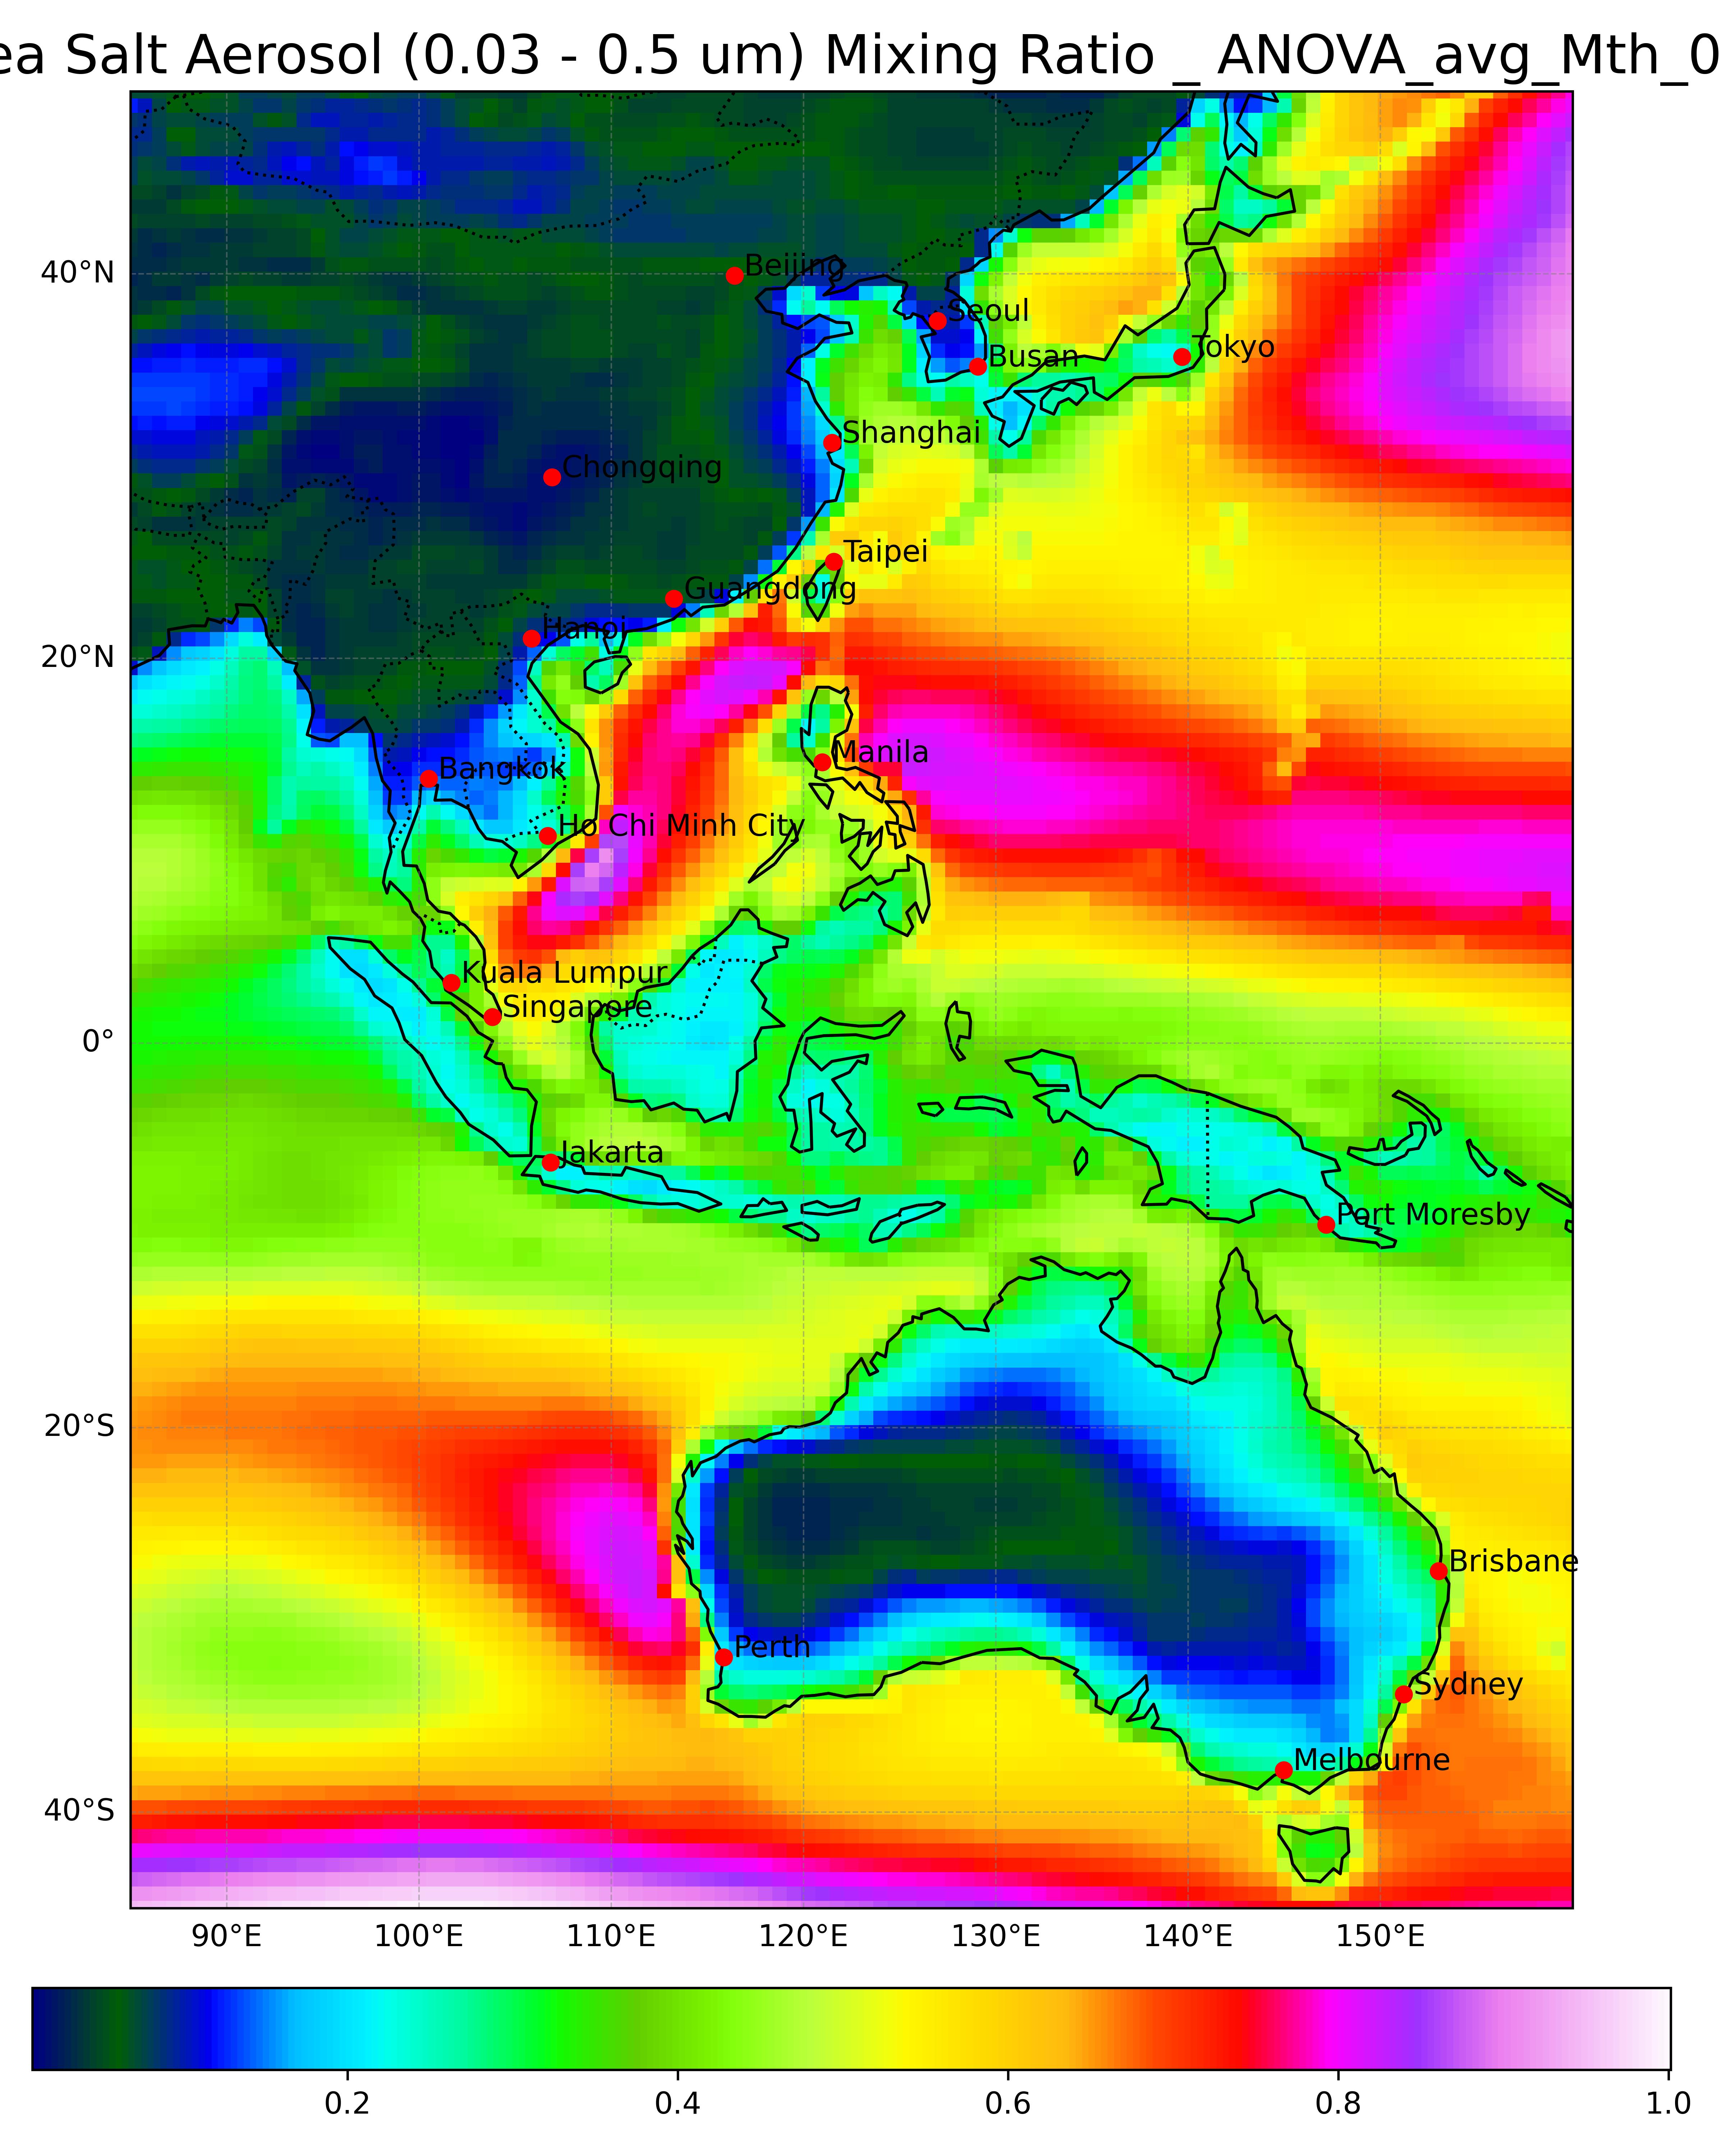 ea Salt Aerosol (0.03 - 0.5 um) Mixing Ratio _ ANOVA_avg_Mth_0
40°N
20°N
0°
20°S
40°S
Beijing
Seoul
Busan
Tokyo
Shanghai
Chongqing
Taipei
Guangdong
Hanoi
Manila
Bangkok
Ho Chi Minh City
Kuala Lumpur
Singapore
Jakarta
Port Moresby
Brisbane
Perth
Sydney
Melbourne
90°E 100°E 110°E 120°E 130°E 140°E 150°E
0.2 0.4 0.6 0.8 1.0